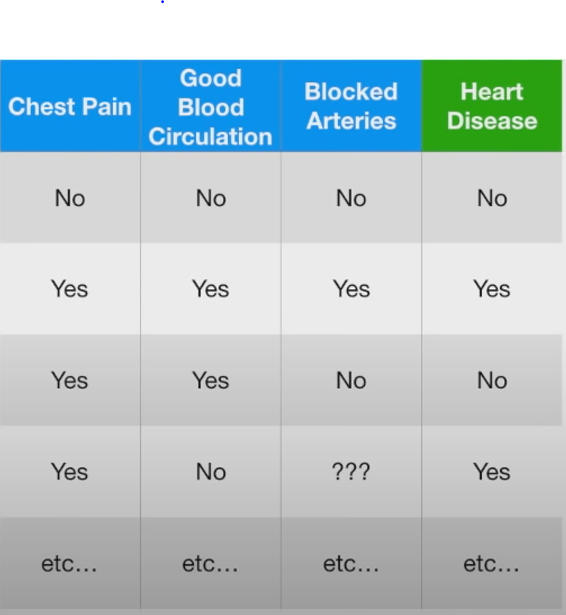 Chest Pain
Good
Blood
Circulation
Blocked
Arteries
Heart
Disease
No No No No
Yes Yes Yes Yes
Yes Yes No No
Yes No ??? Yes
etc… etc… etc… etc…